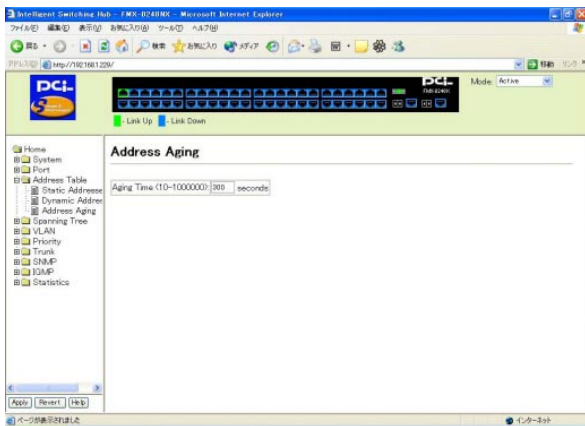 Intelligent Switching Hub - FMX-0248NX - Microsoft Internet Explorer
ファイル(F) 編集(E) 表示(V) お気に入り(A) ツール(T) ヘルプ(H)
戻る 検索 お気に入り メディア
アドレス(D) http://192.168.1.229/ 移動 リンク
PCi
PCi
Mode: Active
- Link Up - Link Down
Home
System
Port
Address Table
Static Addresse
Dynamic Addres
Address Aging
Spanning Tree
VLAN
Priority
Trunk
SNMP
IGMP
Statistics
Address Aging
Aging Time (10-1000000): 300 seconds
Apply Revert Help
ページが表示されました インターネット